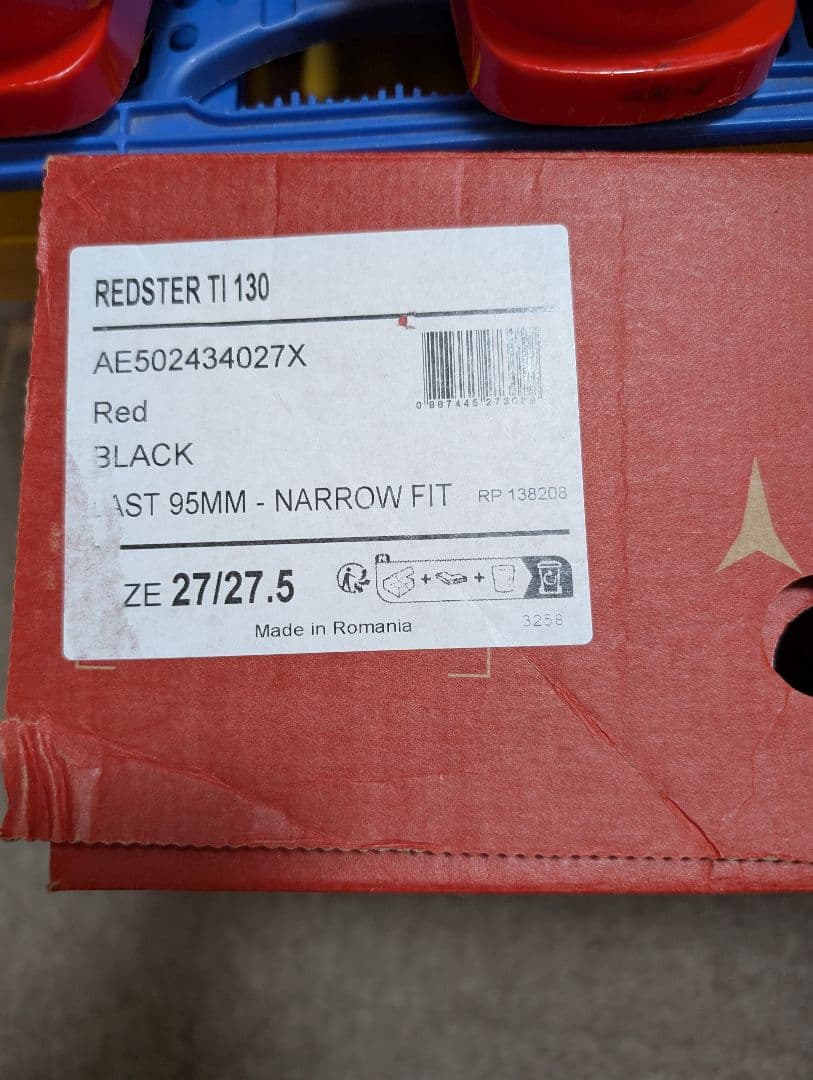 REDSTER TI 130
AE502434027X
Red
BLACK
LAST 95MM - NARROW FIT RP 138208
ZE 27/27.5
Made in Romania
3258